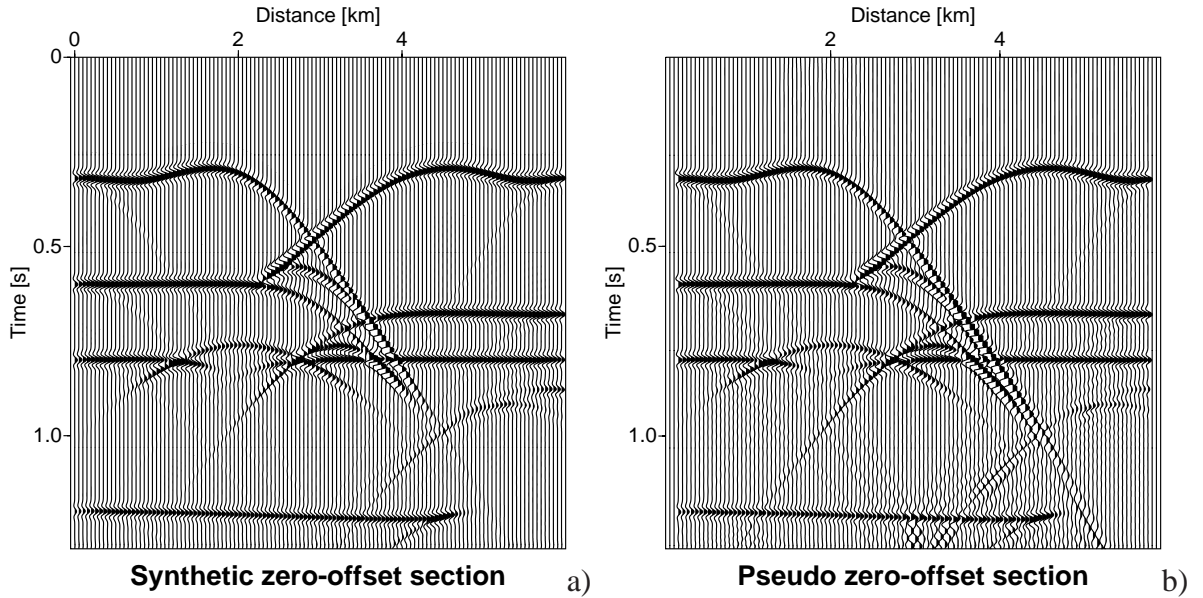 Distance [km]
0 2 4
0
0.5
1.0
Time [s]
Synthetic zero-offset section a)
Distance [km]
2 4
0.5
1.0
Time [s]
Pseudo zero-offset section b)